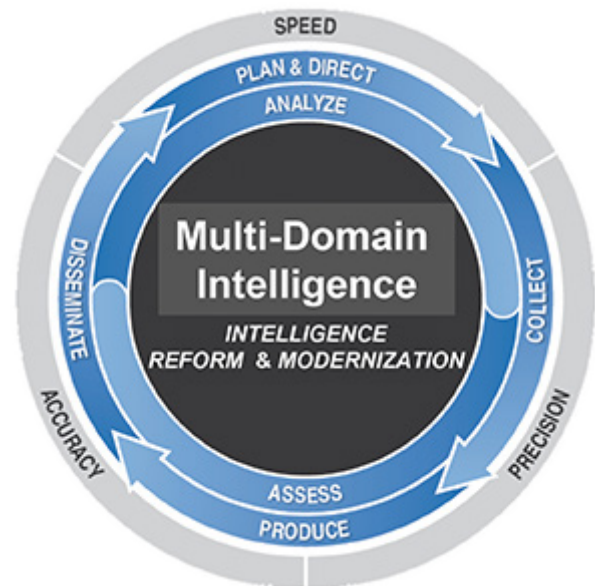 SPEED
PLAN & DIRECT
ANALYZE
Multi-Domain
Intelligence
INTELLIGENCE
REFORM & MODERNIZATION
DISSEMINATE
COLLECT
ACCURACY
PRECISION
ASSESS
PRODUCE